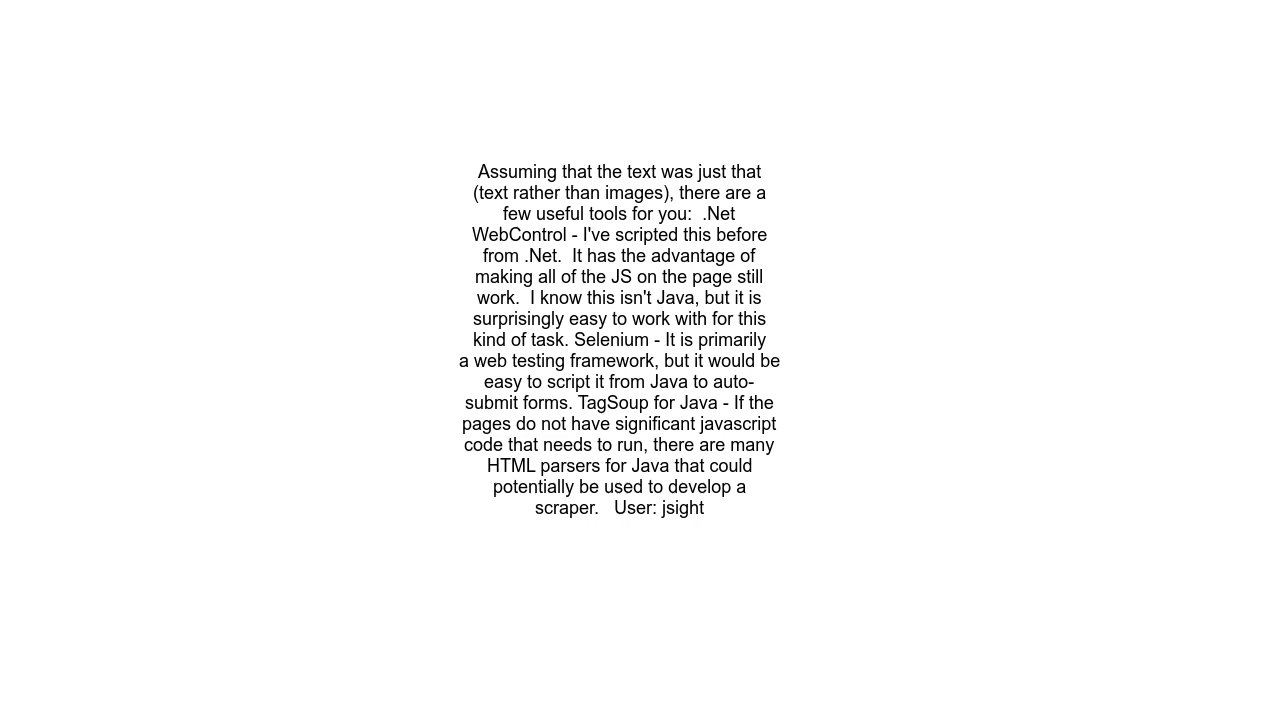 Assuming that the text was just that
(text rather than images), there are a
few useful tools for you:  .Net
WebControl - I've scripted this before
from .Net.  It has the advantage of
making all of the JS on the page still
work.  I know this isn't Java, but it is
surprisingly easy to work with for this
kind of task. Selenium - It is primarily
a web testing framework, but it would be
easy to script it from Java to auto-
submit forms. TagSoup for Java - If the
pages do not have significant javascript
code that needs to run, there are many
HTML parsers for Java that could
potentially be used to develop a
scraper.   User: jsight